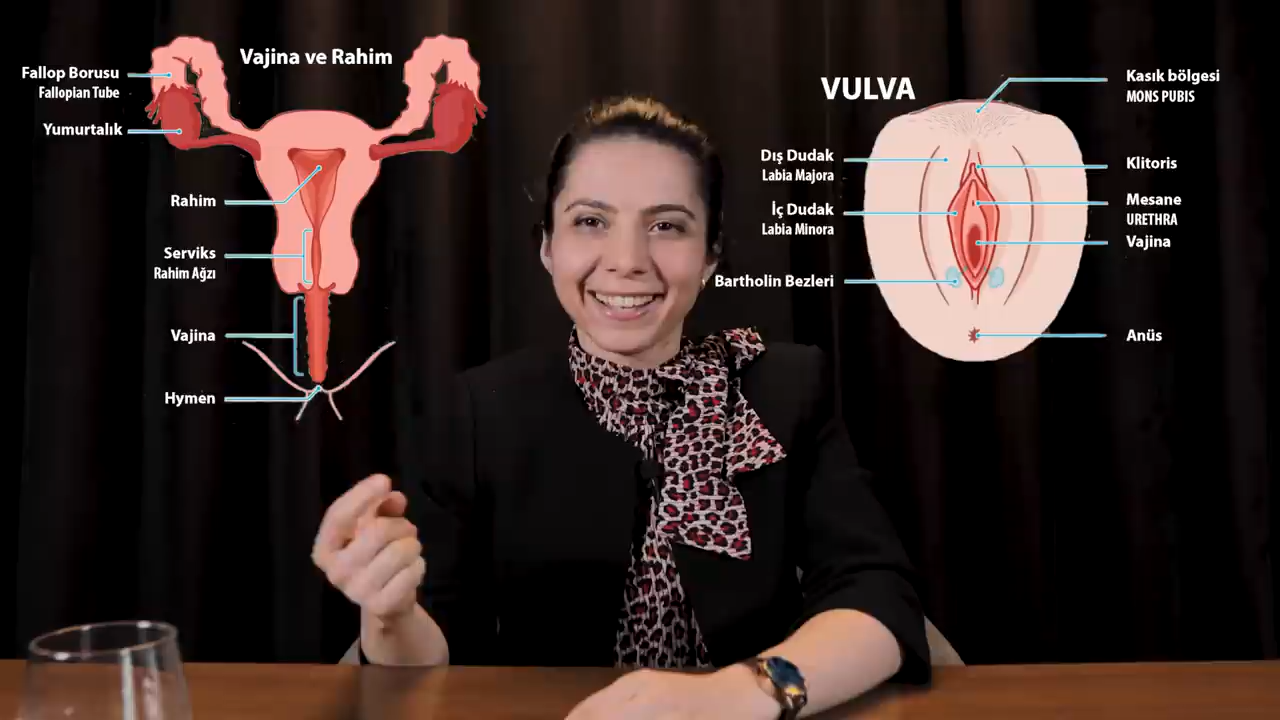 Vajina ve Rahim
Fallop Borusu
Fallopian Tube
Yumurtalık
Rahim
Serviks
Rahim Ağzı
Vajina
Hymen
VULVA
Dış Dudak
Labia Majora
İç Dudak
Labia Minora
Bartholin Bezleri
Kasık bölgesi
MONS PUBIS
Klitoris
Mesane
URETHRA
Vajina
Anüs